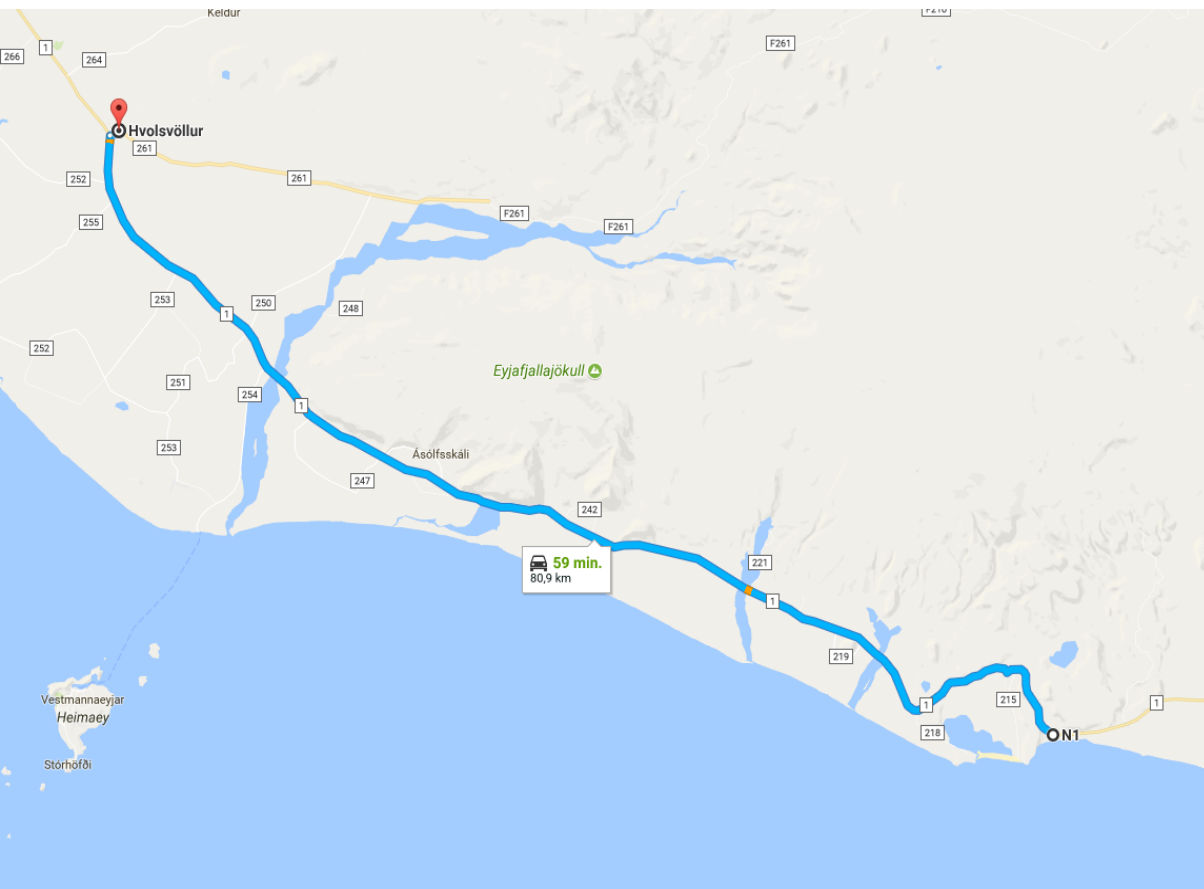 Keldur
F210
1
F261
266
264
Hvolsvöllur
261
252
261
F261
255
F261
253
250
248
1
252
Eyjafjallajökull
251
254
1
253
Ásólfsskáli
247
242
59 min.
80,9 km
221
1
219
Vestmannaeyjar
Heimaey
215
1
1
218
N1
Stórhöfði